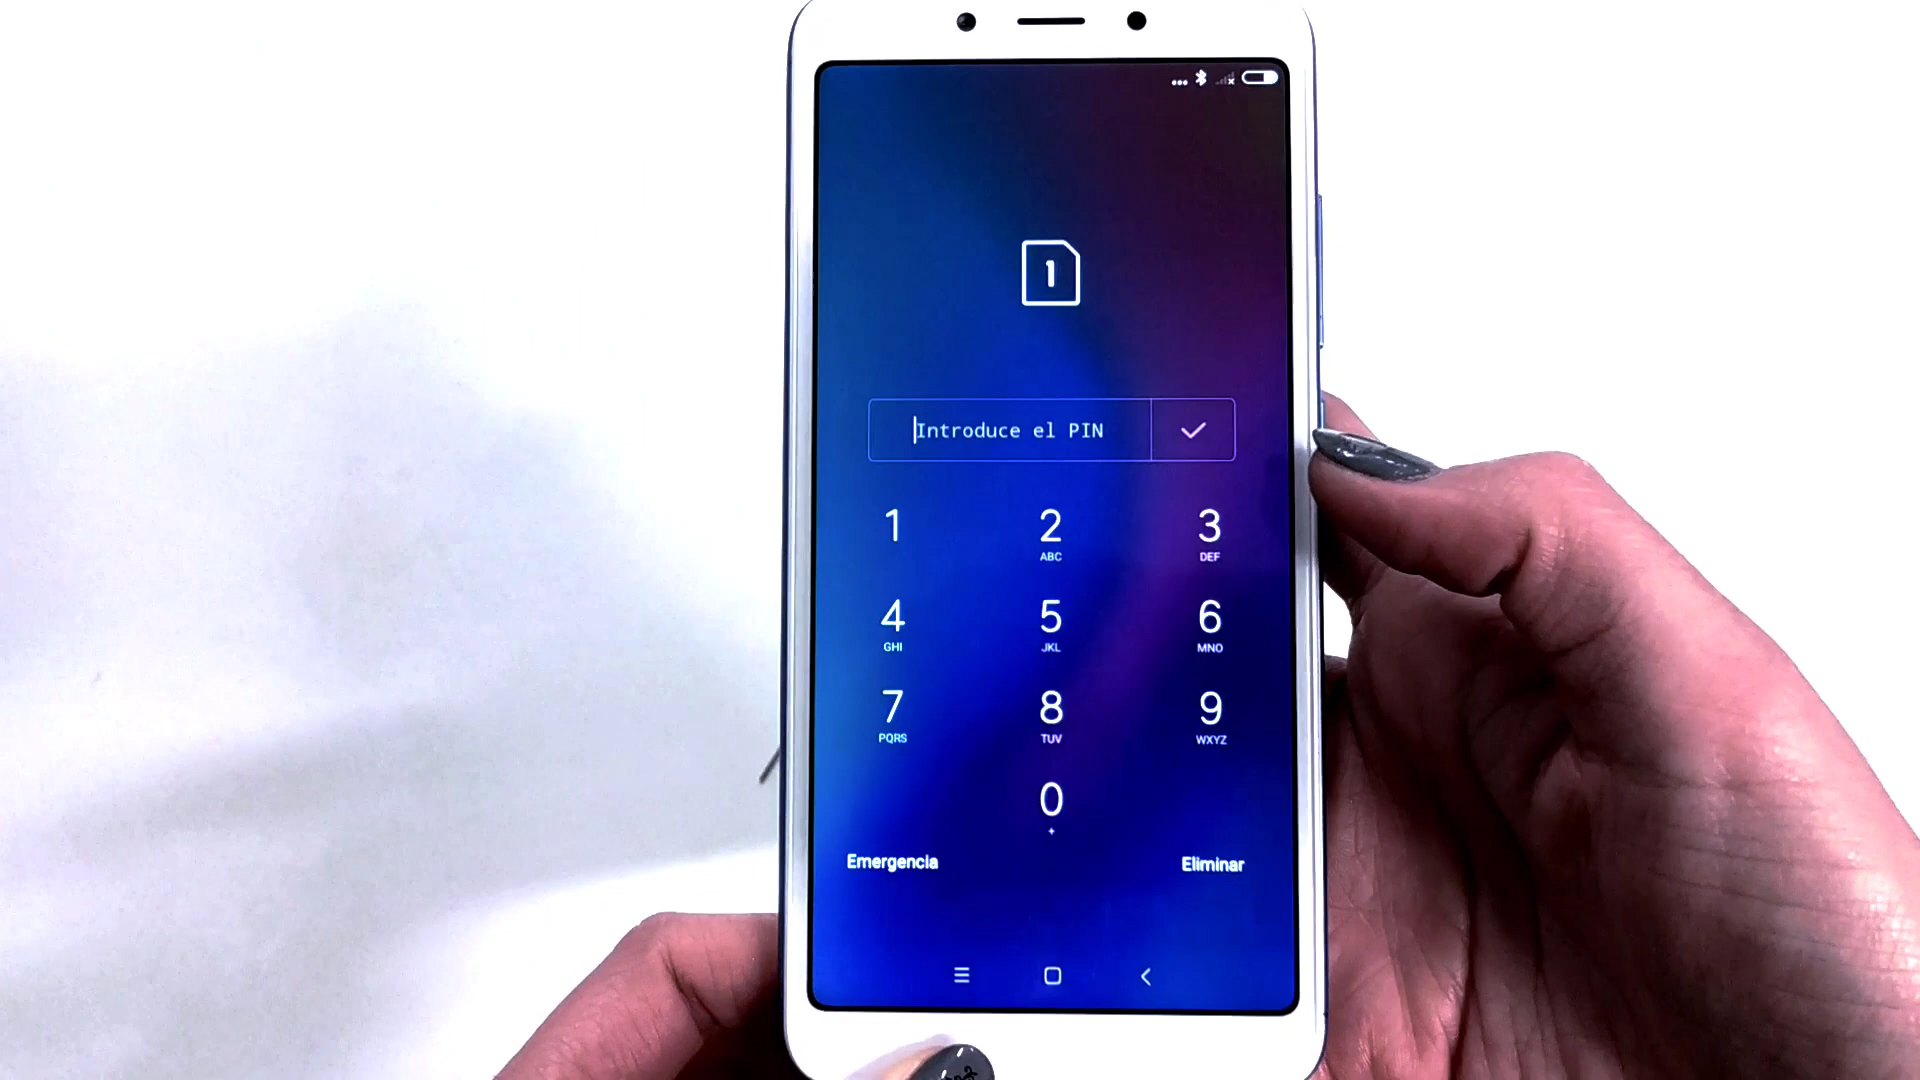 1
Introduce el PIN
1 2 3
ABC DEF
4 5 6
GHI JKL MNO
7 8 9
PQRS TUV WXYZ
0
+
Emergencia Eliminar